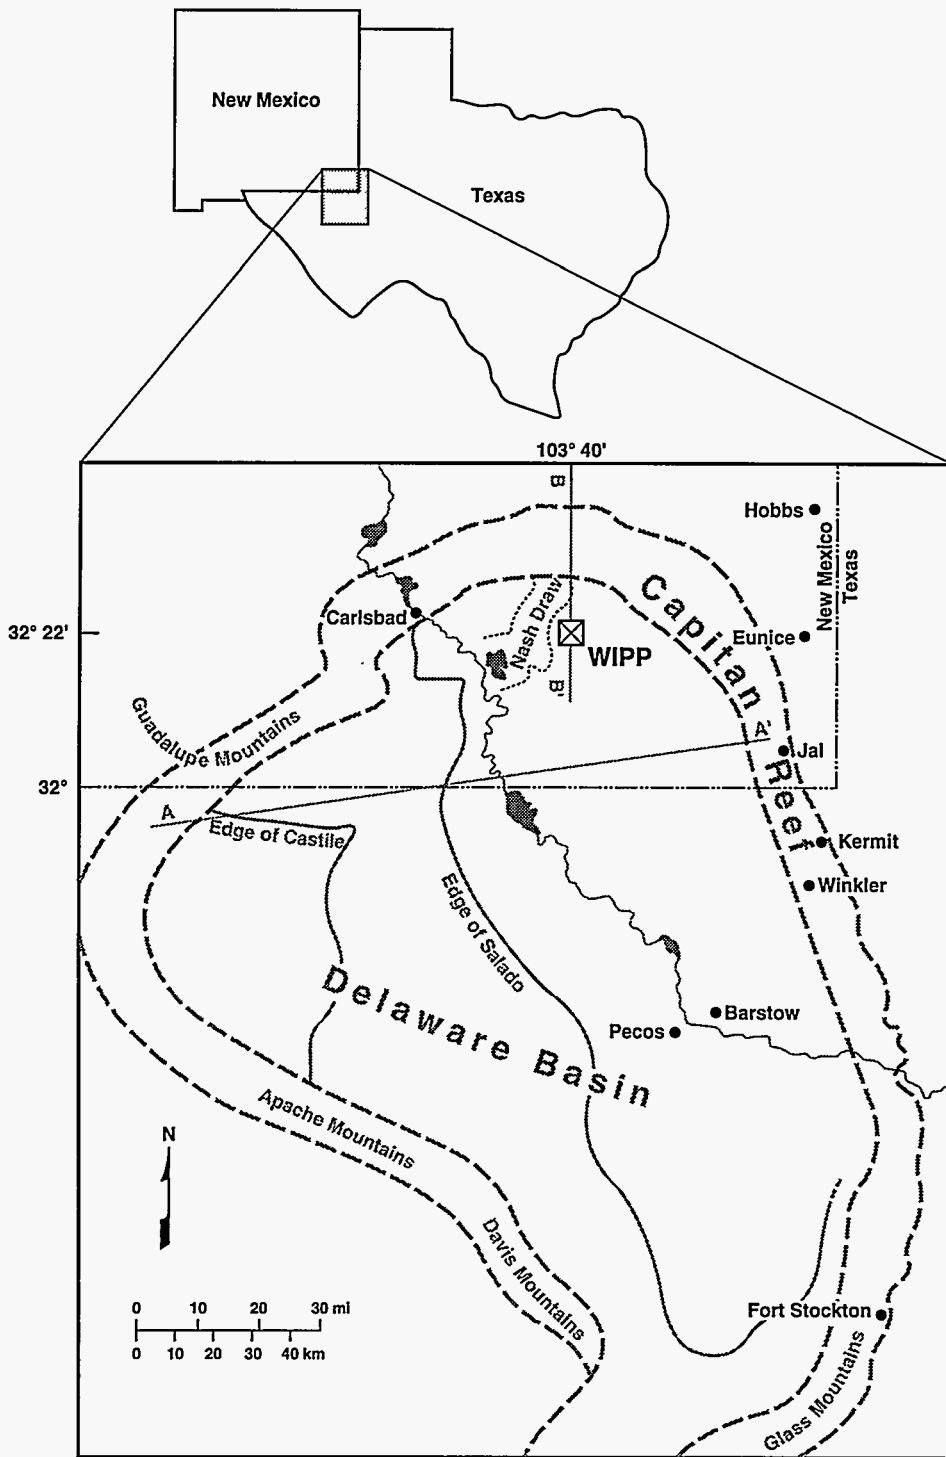 New Mexico
Texas
103° 40'
B
Hobbs
New Mexico
Texas
Capitan Reef
Nash Draw
Carlsbad
32° 22'
Eunice
WIPP
B'
Guadalupe Mountains
A'
Jal
32°
A
Edge of Castile
Kermit
Winkler
Edge of Salado
Delaware Basin
Barstow
Pecos
Apache Mountains
N
Davis Mountains
0 10 20 30 mi
0 10 20 30 40 km
Fort Stockton
Glass Mountains